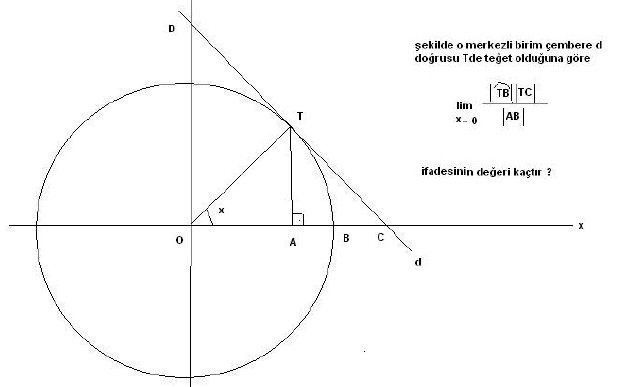 D
şekilde o merkezli birim çembere d
doğrusu Tde teğet olduğuna göre
|TB||TC|
lim
x→0
|AB|
T
ifadesinin değeri kaçtır ?
x
O
A
B
C
x
d